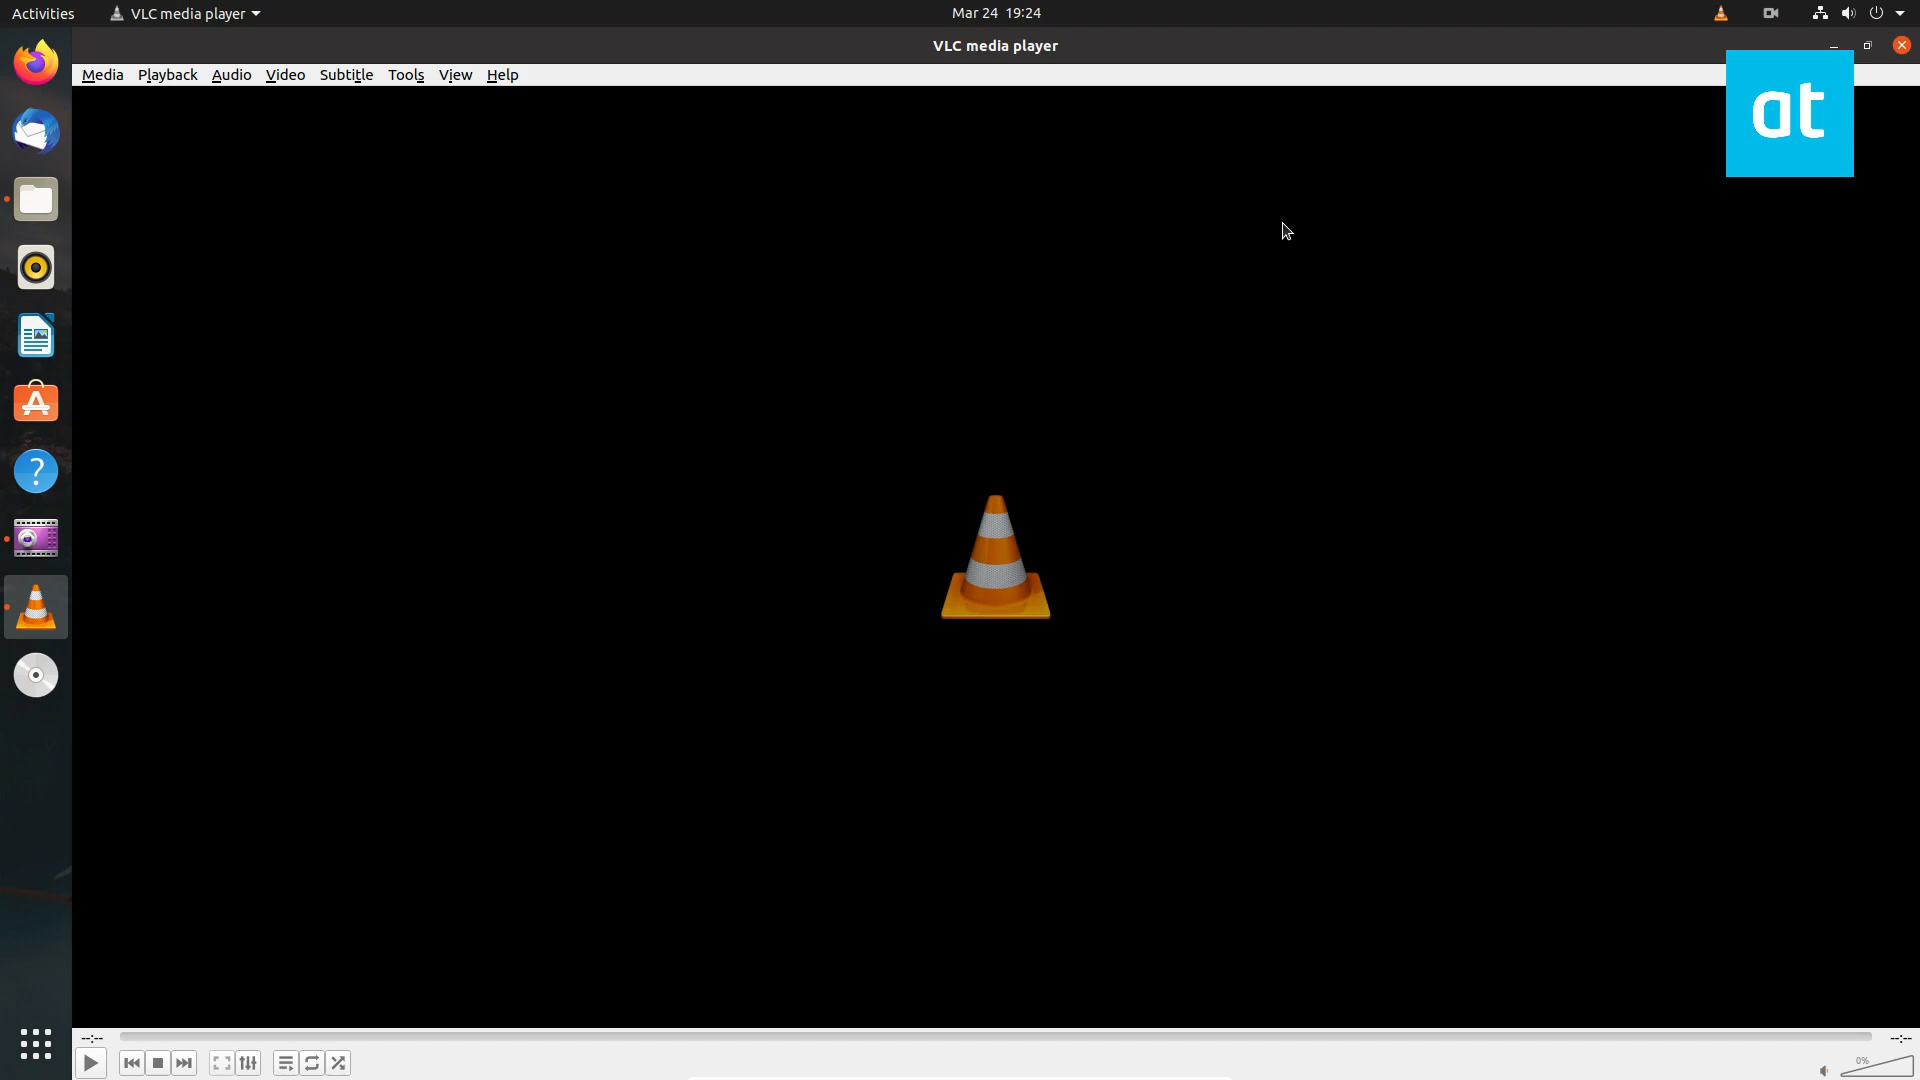 Activities
VLC media player
Mar 24 19:24
VLC media player
Media Playback Audio Video Subtitle Tools View Help
at
--:--
--:--
0%